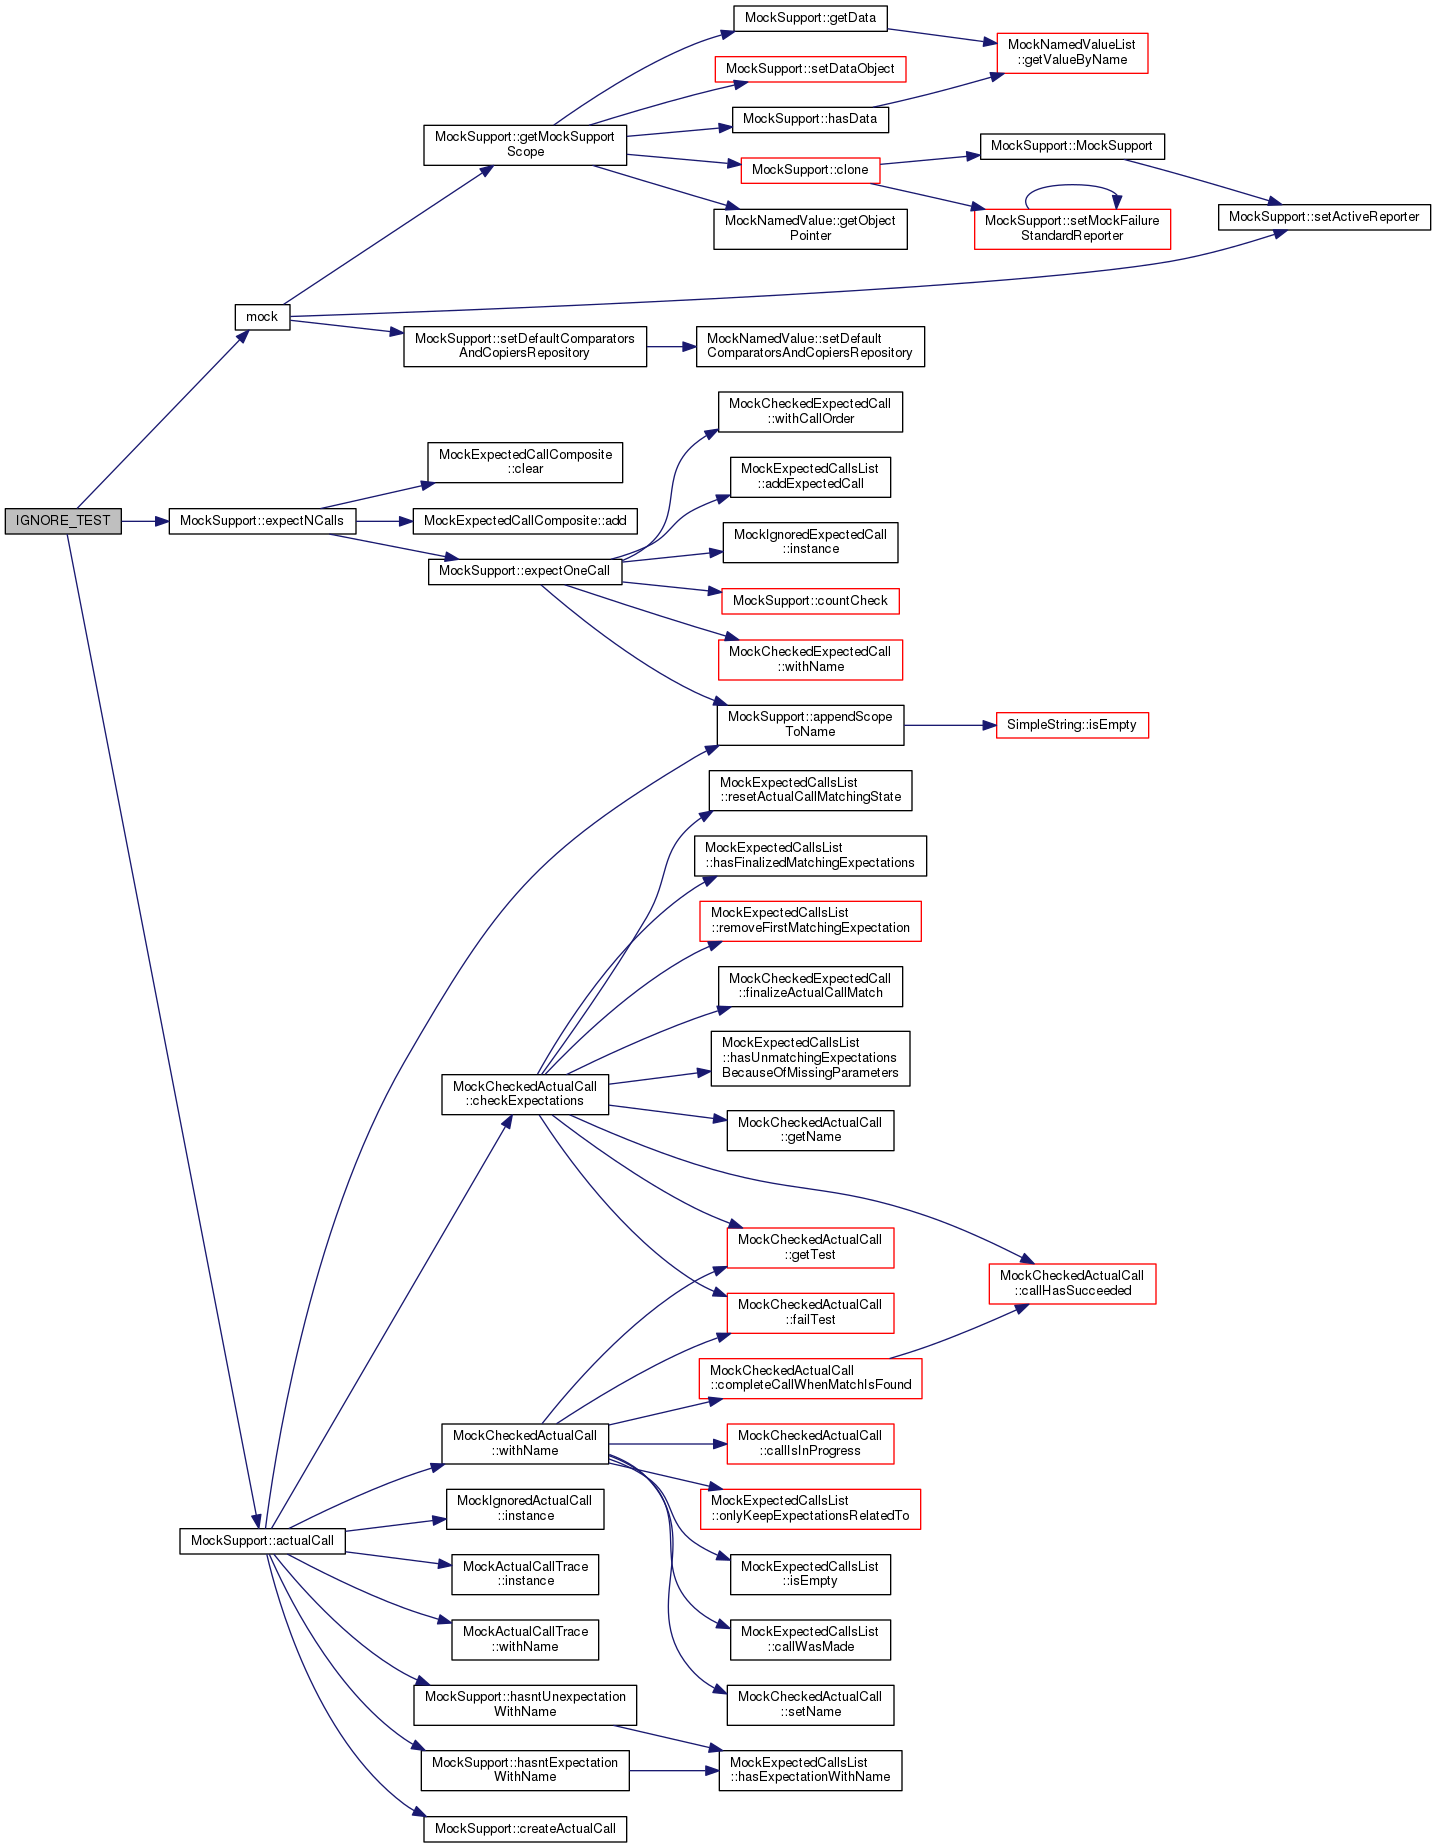 MockSupport::getData
MockNamedValueList
::getValueByName
MockSupport::setDataObject
MockSupport::hasData
MockSupport::getMockSupport
Scope
MockSupport::MockSupport
MockSupport::clone
MockSupport::setMockFailure
StandardReporter
MockSupport::setActiveReporter
MockNamedValue::getObject
Pointer
mock
MockSupport::setDefaultComparators
AndCopiersRepository
MockNamedValue::setDefault
ComparatorsAndCopiersRepository
MockCheckedExpectedCall
::withCallOrder
MockExpectedCallComposite
::clear
MockExpectedCallsList
::addExpectedCall
IGNORE_TEST
MockSupport::expectNCalls
MockExpectedCallComposite::add
MockIgnoredExpectedCall
::instance
MockSupport::expectOneCall
MockSupport::countCheck
MockCheckedExpectedCall
::withName
MockSupport::appendScope
ToName
SimpleString::isEmpty
MockExpectedCallsList
::resetActualCallMatchingState
MockExpectedCallsList
::hasFinalizedMatchingExpectations
MockExpectedCallsList
::removeFirstMatchingExpectation
MockCheckedExpectedCall
::finalizeActualCallMatch
MockExpectedCallsList
::hasUnmatchingExpectations
BecauseOfMissingParameters
MockCheckedActualCall
::checkExpectations
MockCheckedActualCall
::getName
MockCheckedActualCall
::getTest
MockCheckedActualCall
::callHasSucceeded
MockCheckedActualCall
::failTest
MockCheckedActualCall
::completeCallWhenMatchIsFound
MockCheckedActualCall
::withName
MockCheckedActualCall
::callIsInProgress
MockExpectedCallsList
::onlyKeepExpectationsRelatedTo
MockIgnoredActualCall
::instance
MockSupport::actualCall
MockActualCallTrace
::instance
MockExpectedCallsList
::isEmpty
MockActualCallTrace
::withName
MockExpectedCallsList
::callWasMade
MockSupport::hasntUnexpectation
WithName
MockCheckedActualCall
::setName
MockSupport::hasntExpectation
WithName
MockExpectedCallsList
::hasExpectationWithName
MockSupport::createActualCall